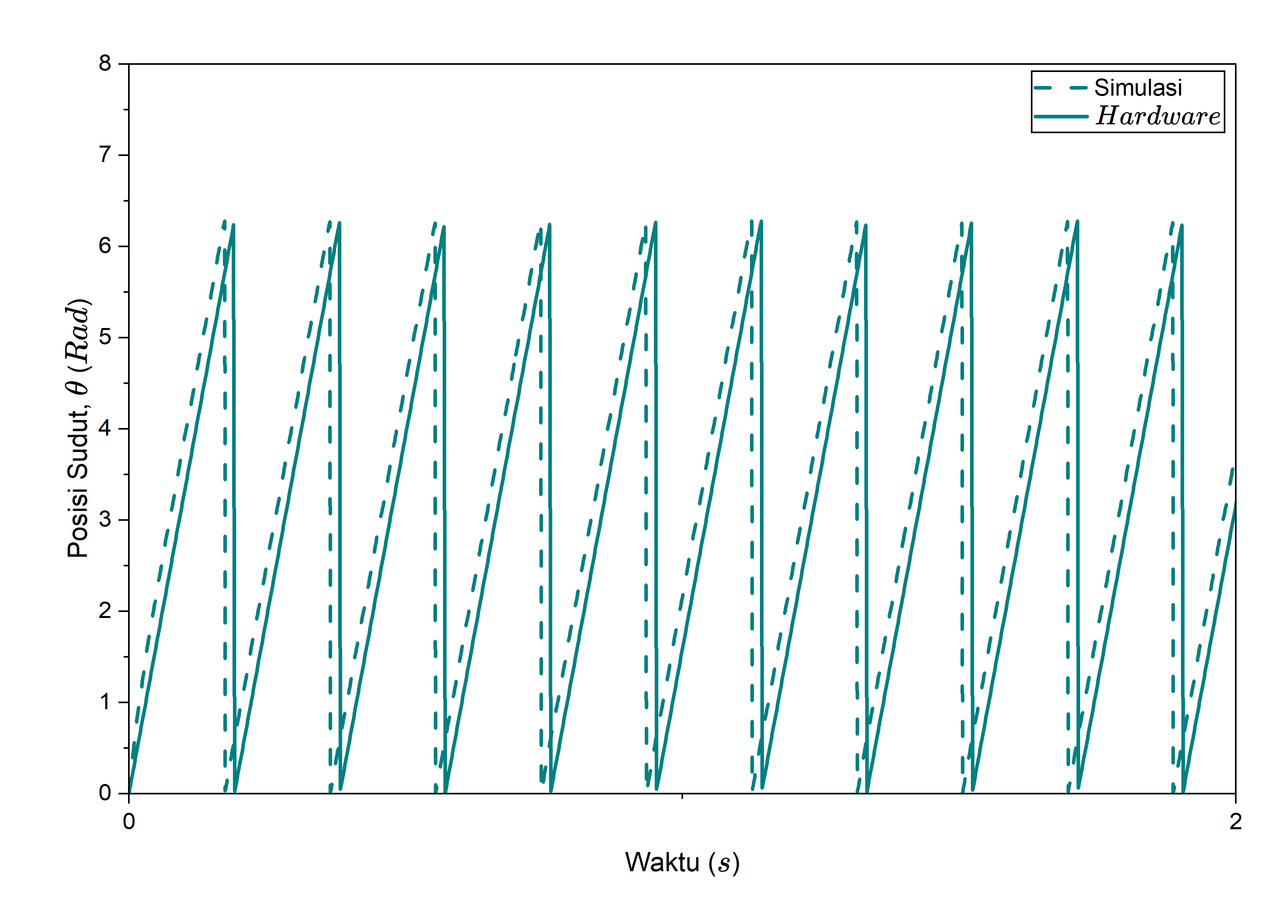 8
7
6
5
4
3
2
1
0
Posisi Sudut, θ (Rad)
Simulasi
Hardware
0
2
Waktu (s)